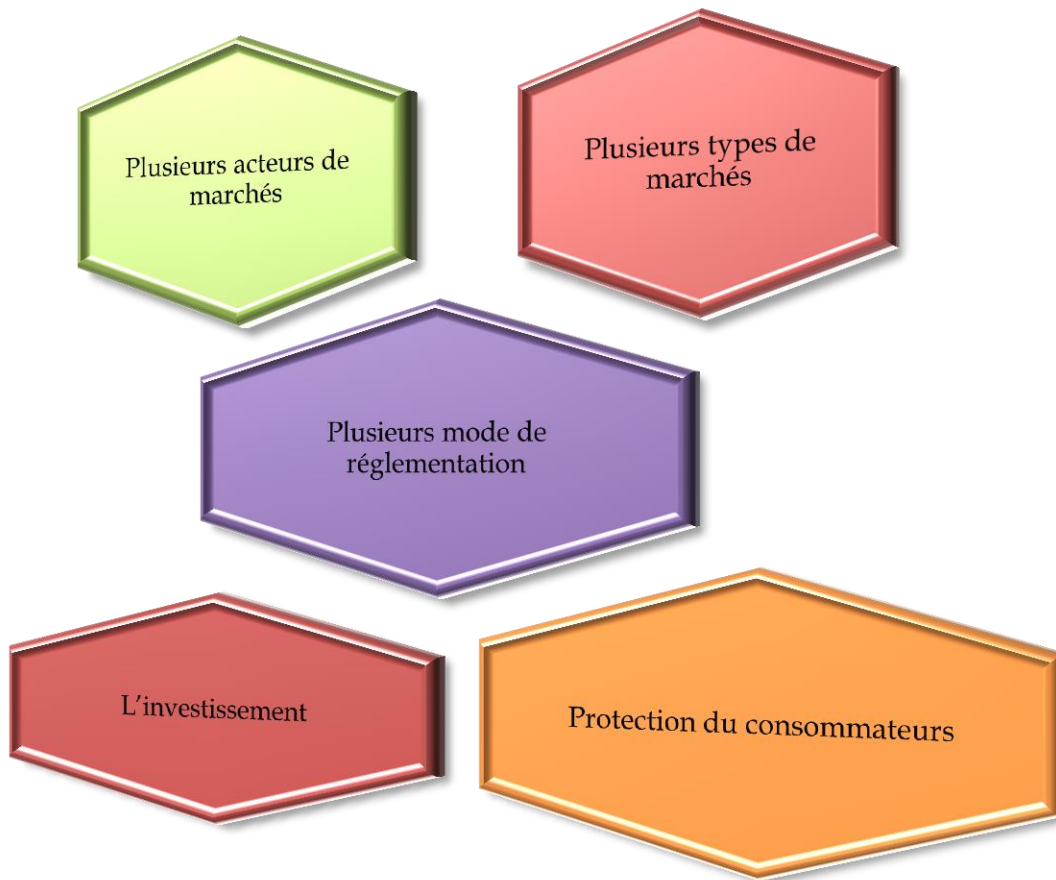 Plusieurs acteurs de
marchés
Plusieurs types de
marchés
Plusieurs mode de
réglementation
L'investissement
Protection du consommateurs